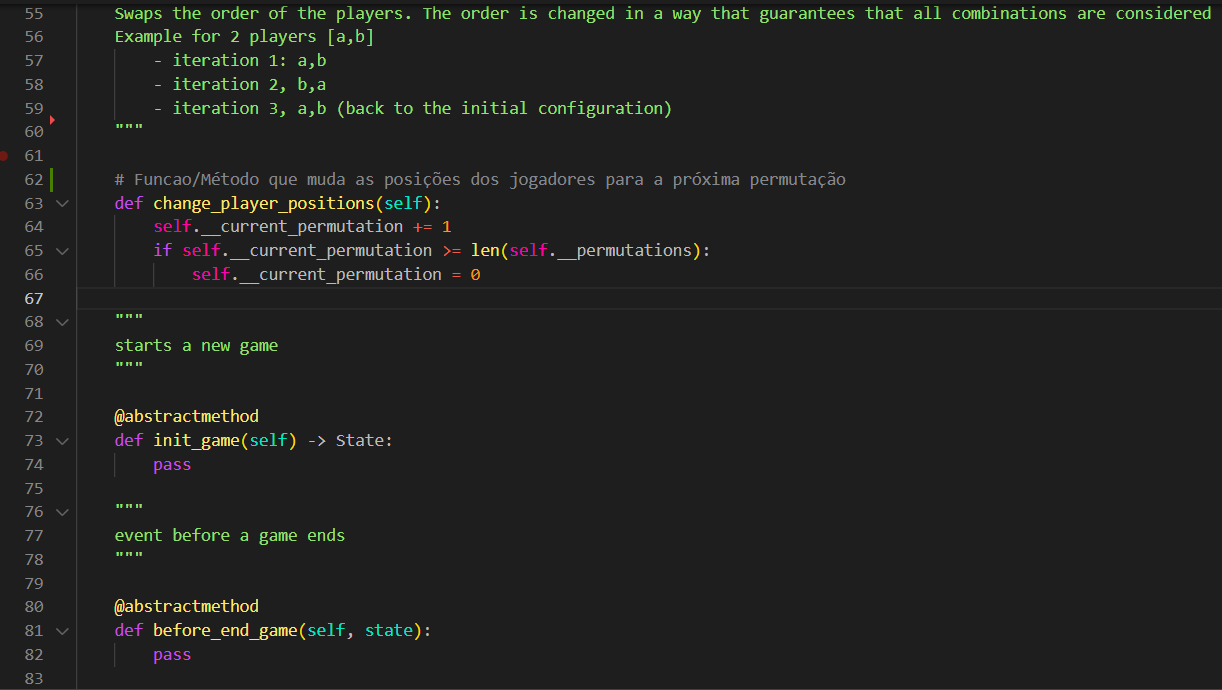 55 Swaps the order of the players. The order is changed in a way that guarantees that all combinations are considered
56 Example for 2 players [a,b]
57 - iteration 1: a,b
58 - iteration 2, b,a
59 - iteration 3, a,b (back to the initial configuration)
60 """
61
62 # Funcao/Método que muda as posições dos jogadores para a próxima permutação
63 def change_player_positions(self):
64 self.__current_permutation += 1
65 if self.__current_permutation >= len(self.__permutations):
66 self.__current_permutation = 0
67
68 """
69 starts a new game
70 """
71
72 @abstractmethod
73 def init_game(self) -> State:
74 pass
75
76 """
77 event before a game ends
78 """
79
80 @abstractmethod
81 def before_end_game(self, state):
82 pass
83